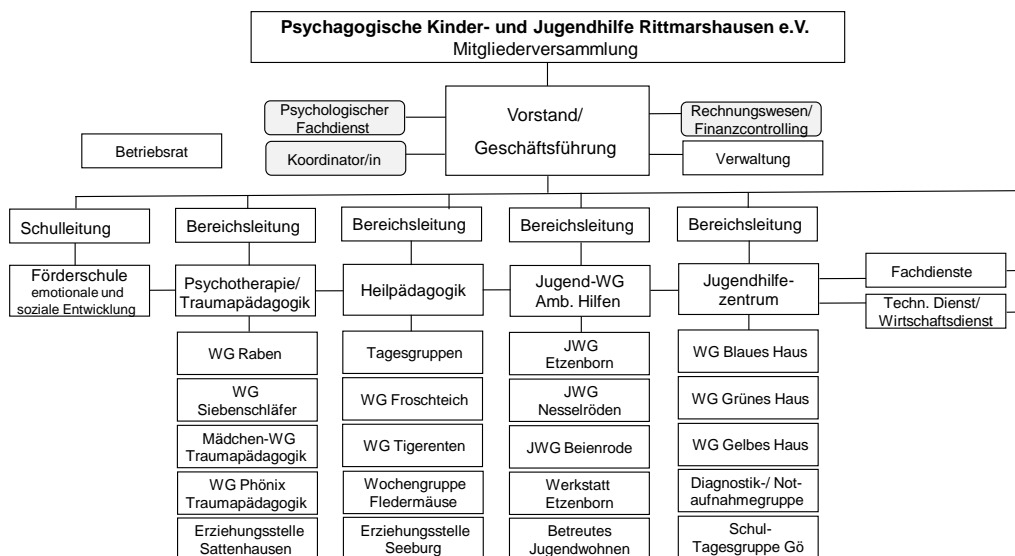 Psychagogische Kinder- und Jugendhilfe Rittmarshausen e.V.
Mitgliederversammlung
Psychologischer
Fachdienst
Vorstand/
Geschäftsführung
Rechnungswesen/
Finanzcontrolling
Betriebsrat
Koordinator/in
Verwaltung
Schulleitung
Bereichsleitung
Bereichsleitung
Bereichsleitung
Bereichsleitung
Förderschule
emotionale und
soziale Entwicklung
Psychotherapie/
Traumapädagogik
Heilpädagogik
Jugend-WG
Amb. Hilfen
Jugendhilfe-
zentrum
Fachdienste
Techn. Dienst/
Wirtschaftsdienst
WG Raben
Tagesgruppen
JWG
Etzenborn
WG Blaues Haus
WG
Siebenschläfer
WG Froschteich
JWG
Nesselröden
WG Grünes Haus
Mädchen-WG
Traumapädagogik
WG Tigerenten
JWG Beienrode
WG Gelbes Haus
WG Phönix
Traumapädagogik
Wochengruppe
Fledermäuse
Werkstatt
Etzenborn
Diagnostik-/ Not-
aufnahmegruppe
Erziehungsstelle
Sattenhausen
Erziehungsstelle
Seeburg
Betreutes
Jugendwohnen
Schul-
Tagesgruppe Gö